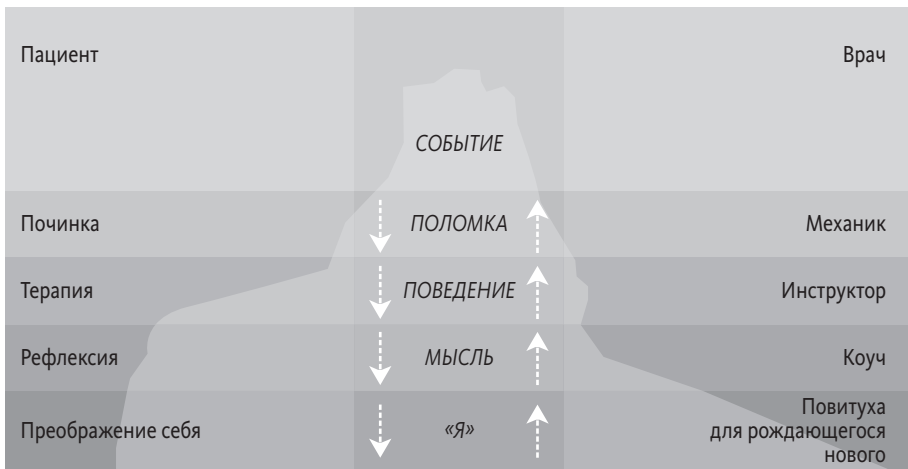 Пациент
Врач
СОБЫТИЕ
Починка
ПОЛОМКА
Механик
Терапия
ПОВЕДЕНИЕ
Инструктор
Рефлексия
МЫСЛЬ
Коуч
Преображение себя
«Я»
Повитуха
для рождающегося
нового